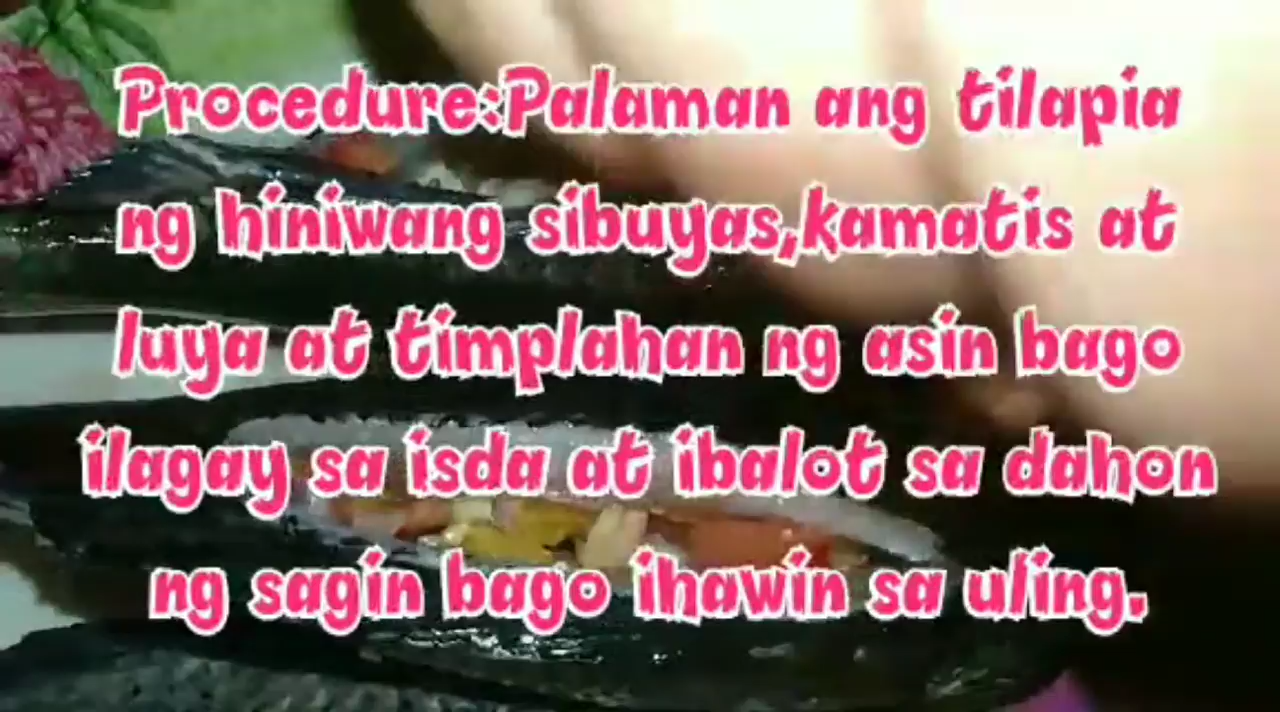 Procedure:Palaman ang tilapia
ng hiniwang sibuyas,kamatis at
luya at timplahan ng asin bago
ilagay sa isda at ibalot sa dahon
ng sagin bago ihawin sa uling.